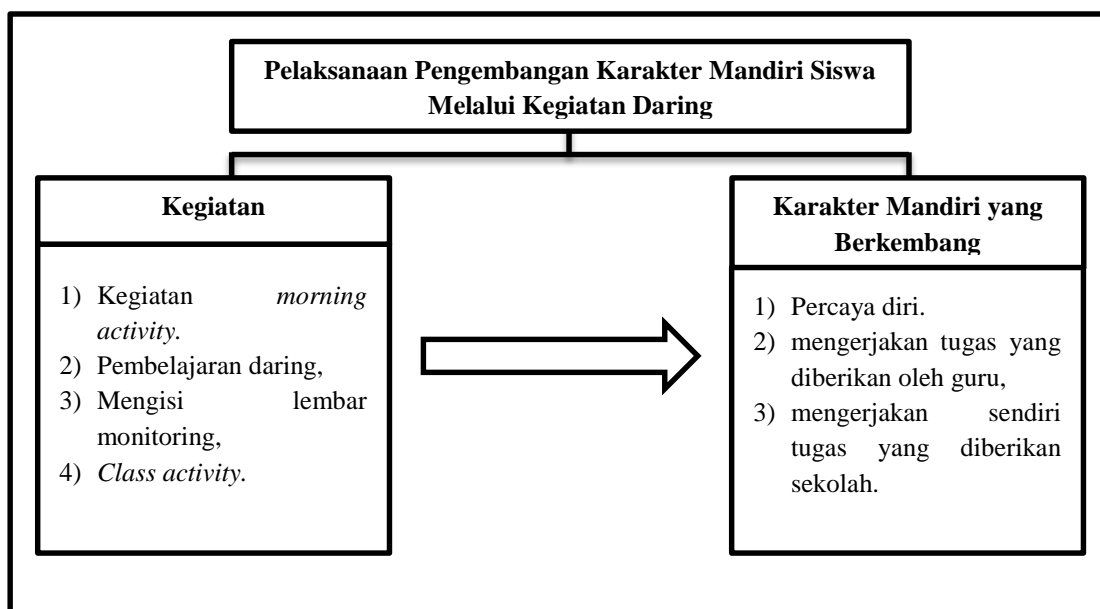 Pelaksanaan Pengembangan Karakter Mandiri Siswa
Melalui Kegiatan Daring
Kegiatan
1) Kegiatan morning
activity.
2) Pembelajaran daring,
3) Mengisi lembar
monitoring,
4) Class activity.
Karakter Mandiri yang
Berkembang
1) Percaya diri.
2) mengerjakan tugas yang
diberikan oleh guru,
3) mengerjakan sendiri
tugas yang diberikan
sekolah.